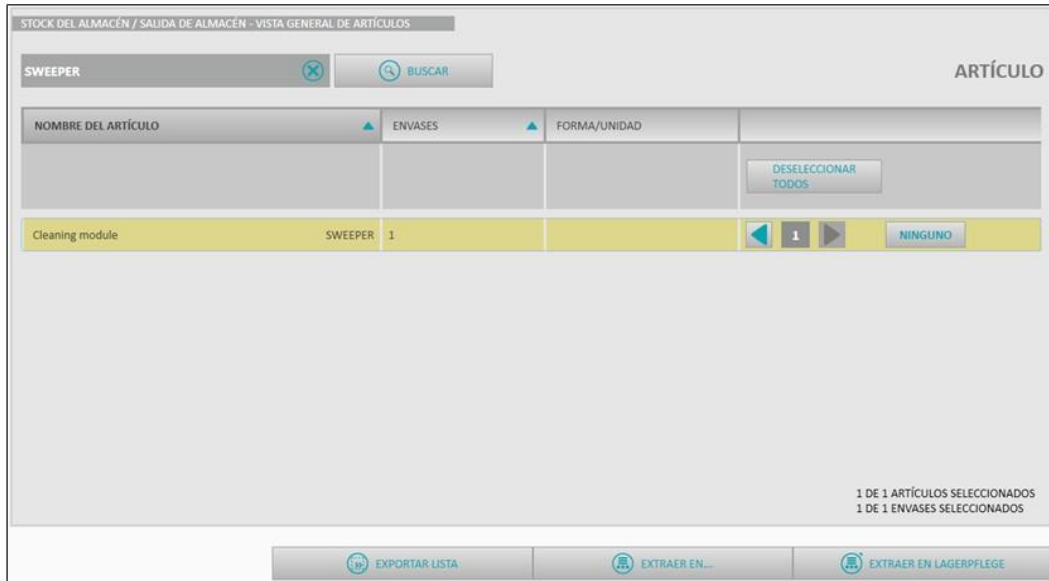 STOCK DEL ALMACÉN / SALIDA DE ALMACÉN - VISTA GENERAL DE ARTÍCULOS
SWEEPER BUSCAR ARTÍCULO
NOMBRE DEL ARTÍCULO ENVASES FORMA/UNIDAD
DESELECCIONAR
TODOS
Cleaning module SWEEPER 1 1 NINGUNO
1 DE 1 ARTÍCULOS SELECCIONADOS
1 DE 1 ENVASES SELECCIONADOS
EXPORTAR LISTA EXTRAER EN... EXTRAER EN LAGERPFLEGE